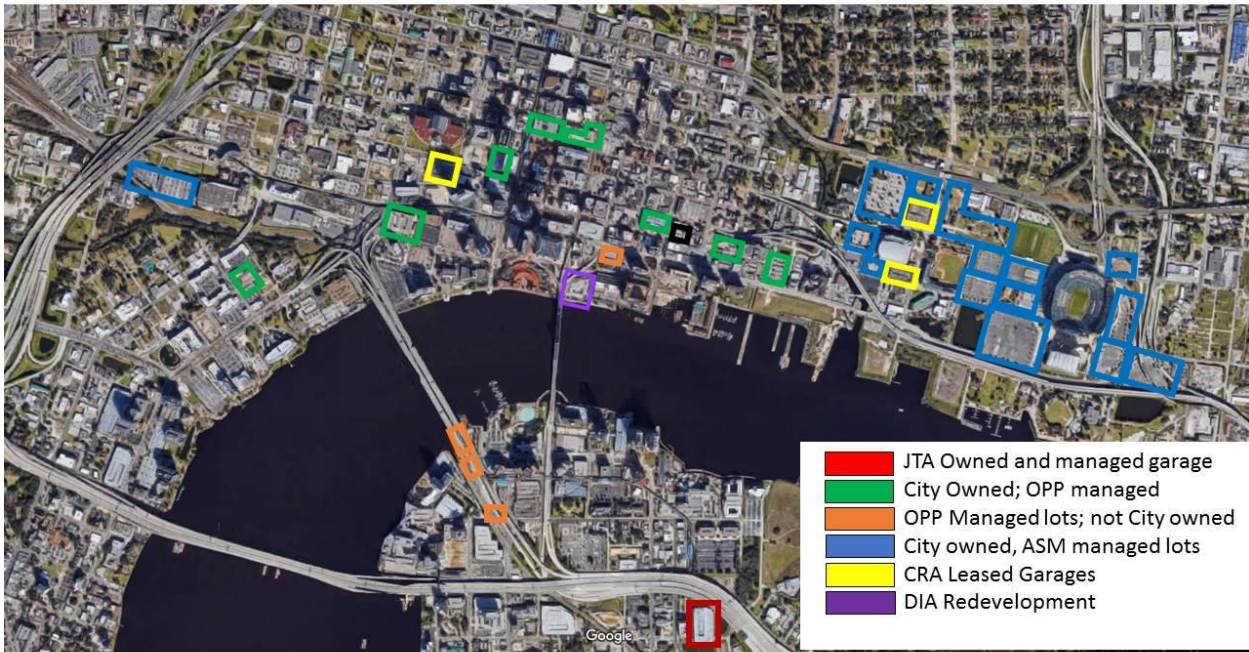 JTA Owned and managed garage
City Owned; OPP managed
OPP Managed lots; not City owned
City owned, ASM managed lots
CRA Leased Garages
DIA Redevelopment
Google